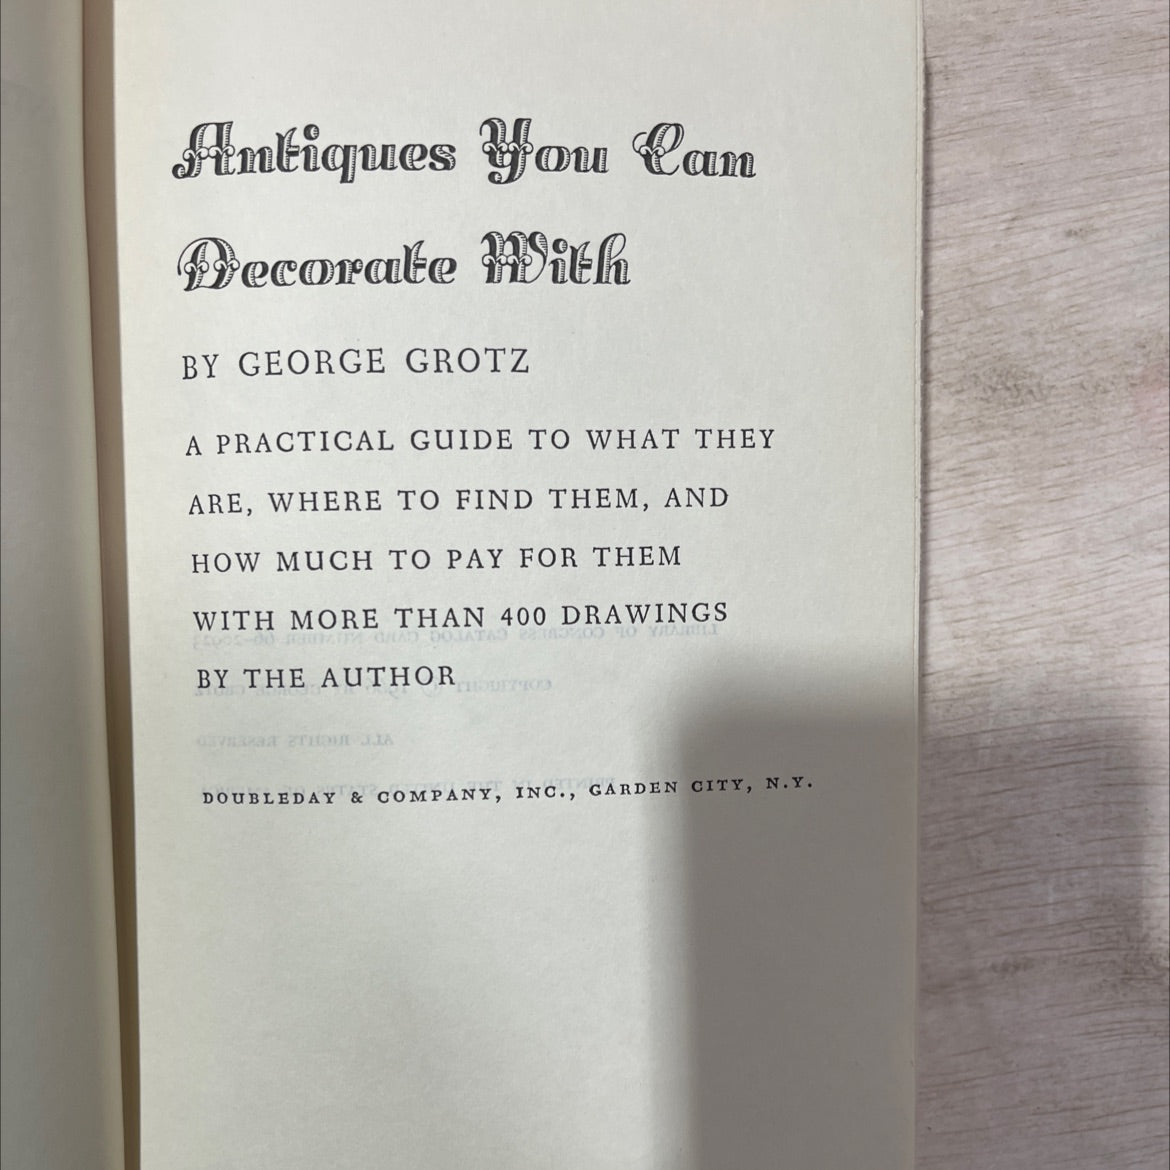 Antiques You Can
Decorate With
BY GEORGE GROTZ
A PRACTICAL GUIDE TO WHAT THEY
ARE, WHERE TO FIND THEM, AND
HOW MUCH TO PAY FOR THEM
WITH MORE THAN 400 DRAWINGS
BY THE AUTHOR
DOUBLEDAY & COMPANY, INC., GARDEN CITY, N.Y.